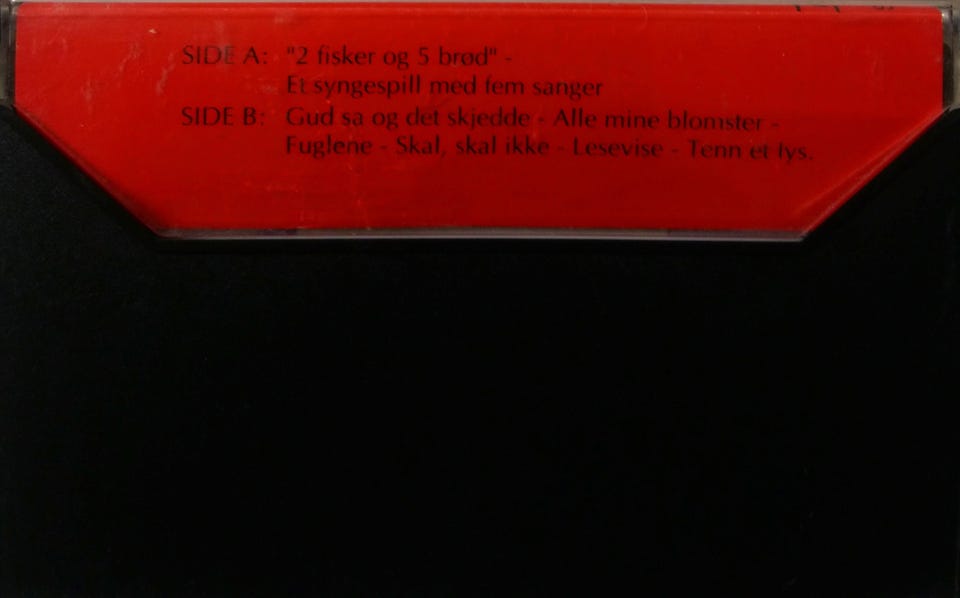 SIDE A: "2 fisker og 5 brød" -
Et syngespill med fem sanger
SIDE B: Gud sa og det skjedde - Alle mine blomster -
Fuglene - Skal, skal ikke - Lesevise - Tenn et lys.